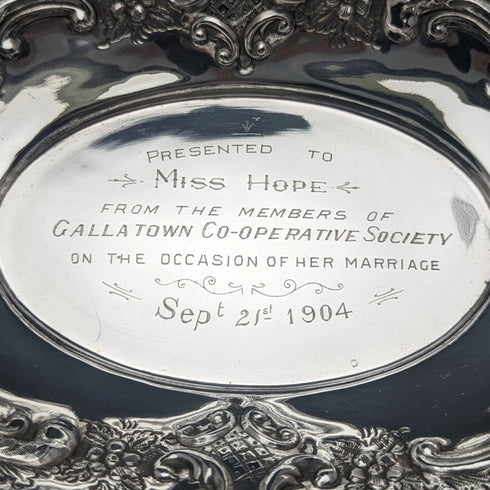 PRESENTED TO
MISS HOPE
FROM THE MEMBERS OF
GALLATOWN CO-OPERATIVE SOCIETY
ON THE OCCASION OF HER MARRIAGE
Sept 21st 1904